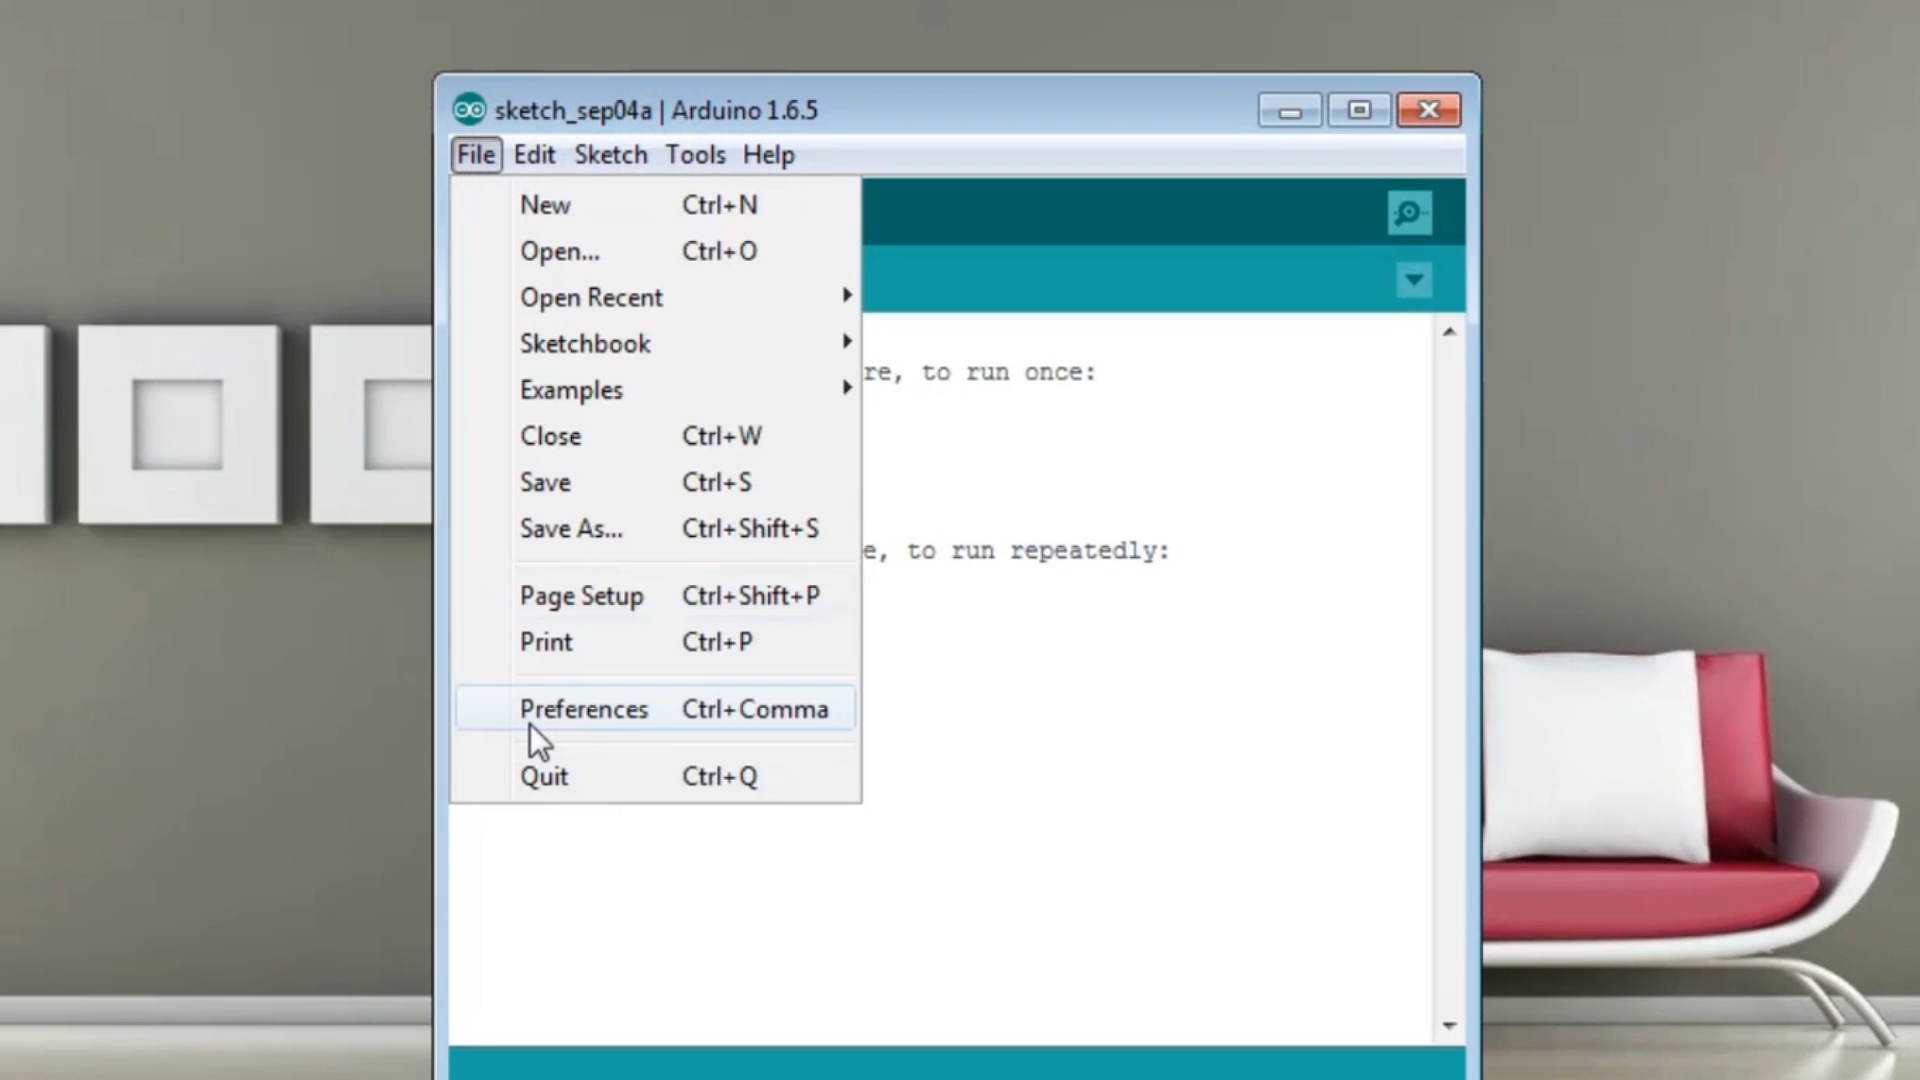 sketch_sep04a | Arduino 1.6.5
File Edit Sketch Tools Help
New Ctrl+N
Open... Ctrl+O
Open Recent
Sketchbook
re, to run once:
Examples
Close Ctrl+W
Save Ctrl+S
Save As... Ctrl+Shift+S
e, to run repeatedly:
Page Setup Ctrl+Shift+P
Print Ctrl+P
Preferences Ctrl+Comma
Quit Ctrl+Q